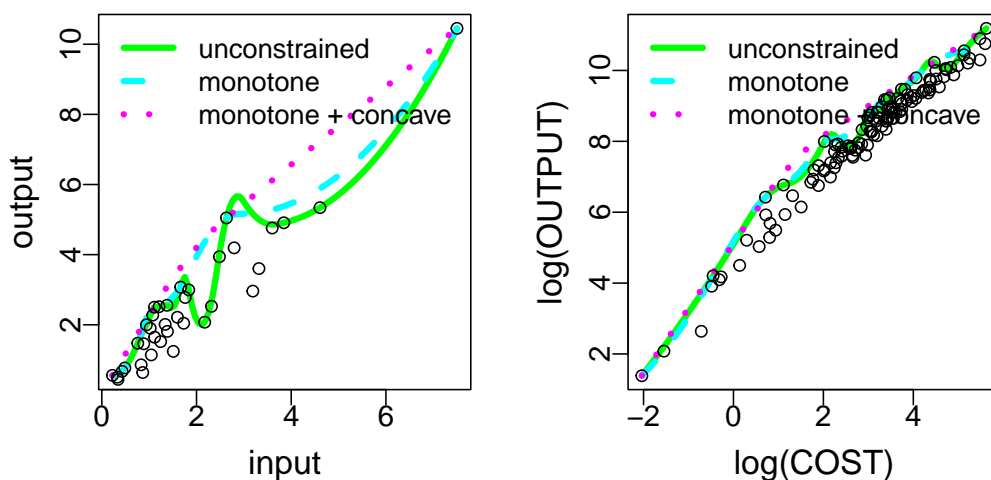 unconstrained
monotone
monotone + concave
output
10
8
6
4
2
0
2
4
6
input
unconstrained
monotone
monotone + concave
log(OUTPUT)
10
8
6
4
2
−2
0
2
4
log(COST)